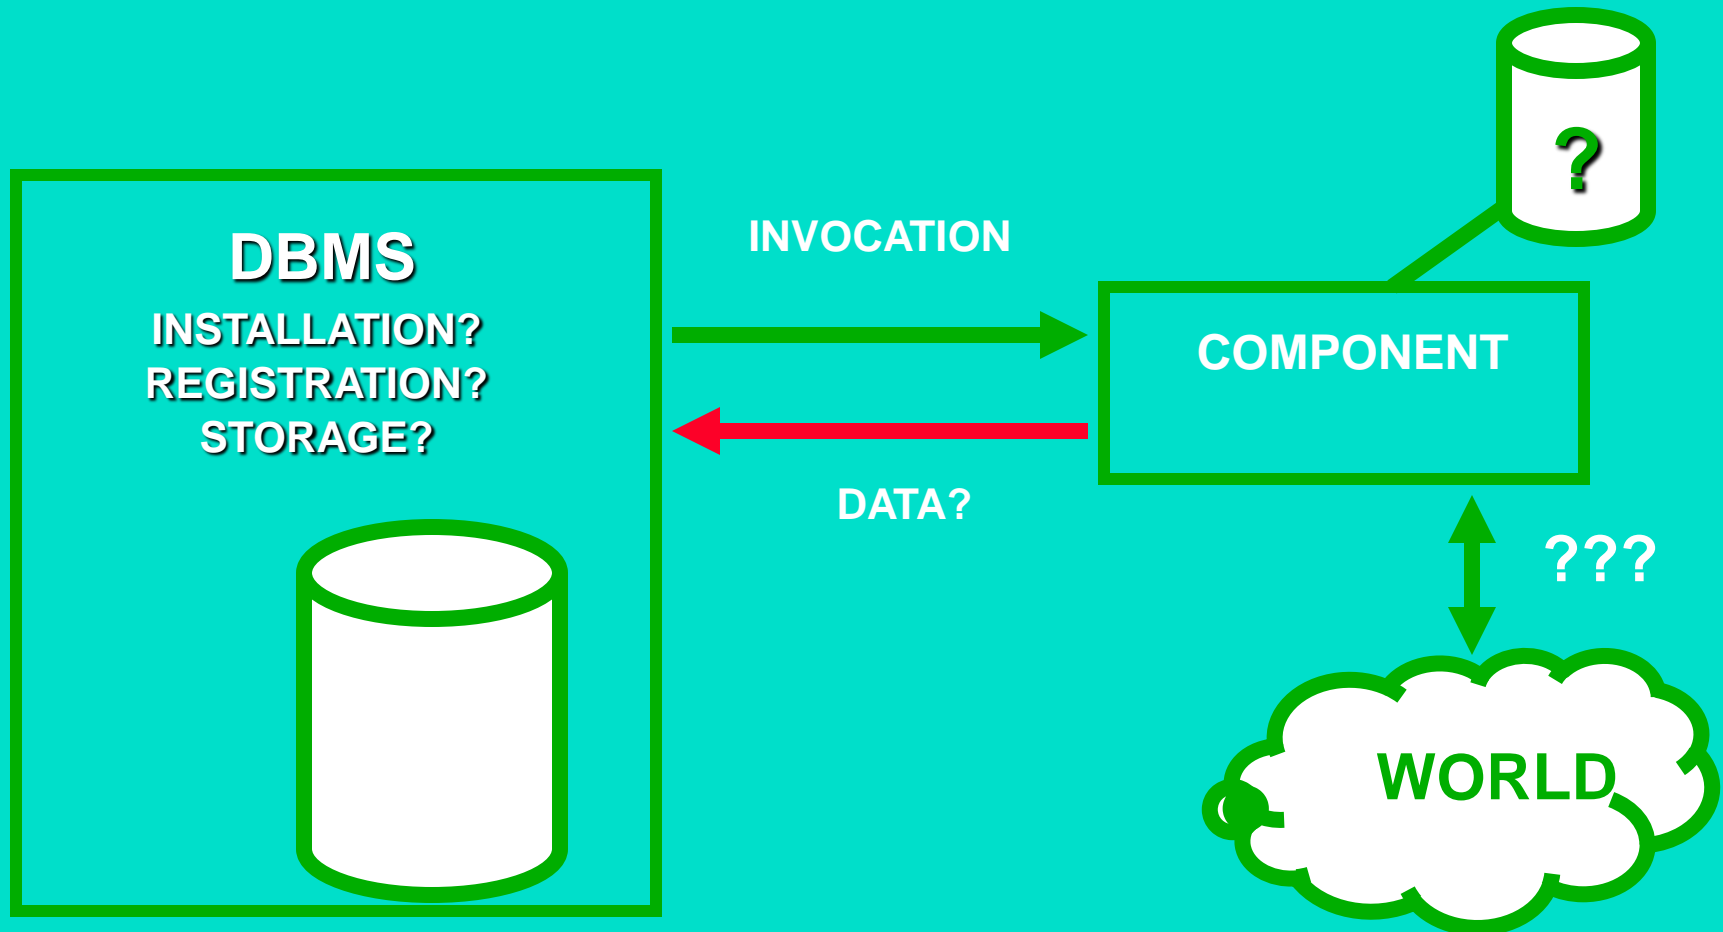 DBMS
INSTALLATION?
REGISTRATION?
STORAGE?
INVOCATION
DATA?
?
COMPONENT
???
WORLD